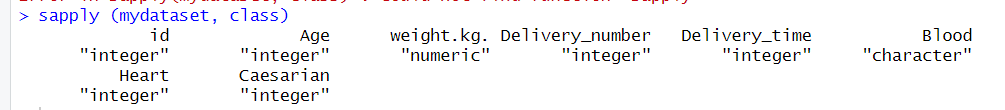 > sapply (mydataset, class)
id Age weight.kg. Delivery_number Delivery_time Blood
"integer" "integer" "numeric" "integer" "integer" "character"
Heart Caesarian
"integer" "integer"